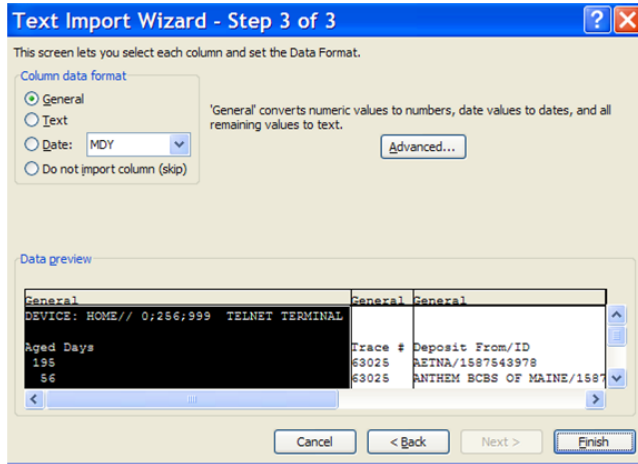 Text Import Wizard - Step 3 of 3
This screen lets you select each column and set the Data Format.
Column data format
General
Text
Date: MDY
Do not import column (skip)
'General' converts numeric values to numbers, date values to dates, and all
remaining values to text.
Advanced...
Data preview
General General General
DEVICE: HOME// 0;256;999 TELNET TERMINAL
Aged Days Trace # Deposit From/ID
195 63025 AETNA/1587543978
56 63025 ANTHEM BCBS OF MAINE/1587
Cancel < Back Next > Finish